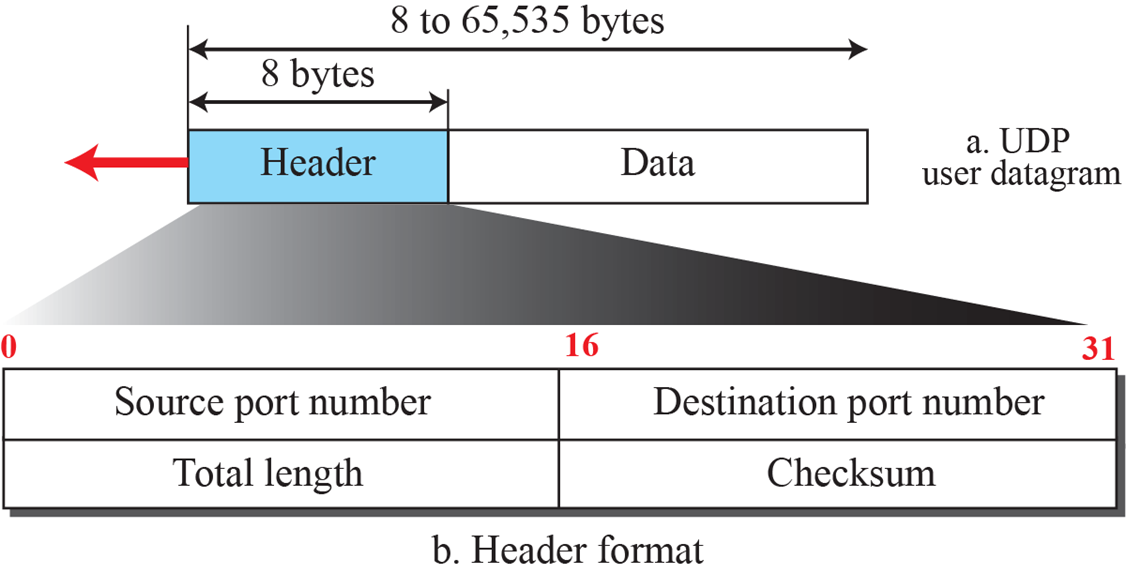 8 to 65,535 bytes
8 bytes
Header
Data
a. UDP
user datagram
0
16
31
Source port number
Destination port number
Total length
Checksum
b. Header format